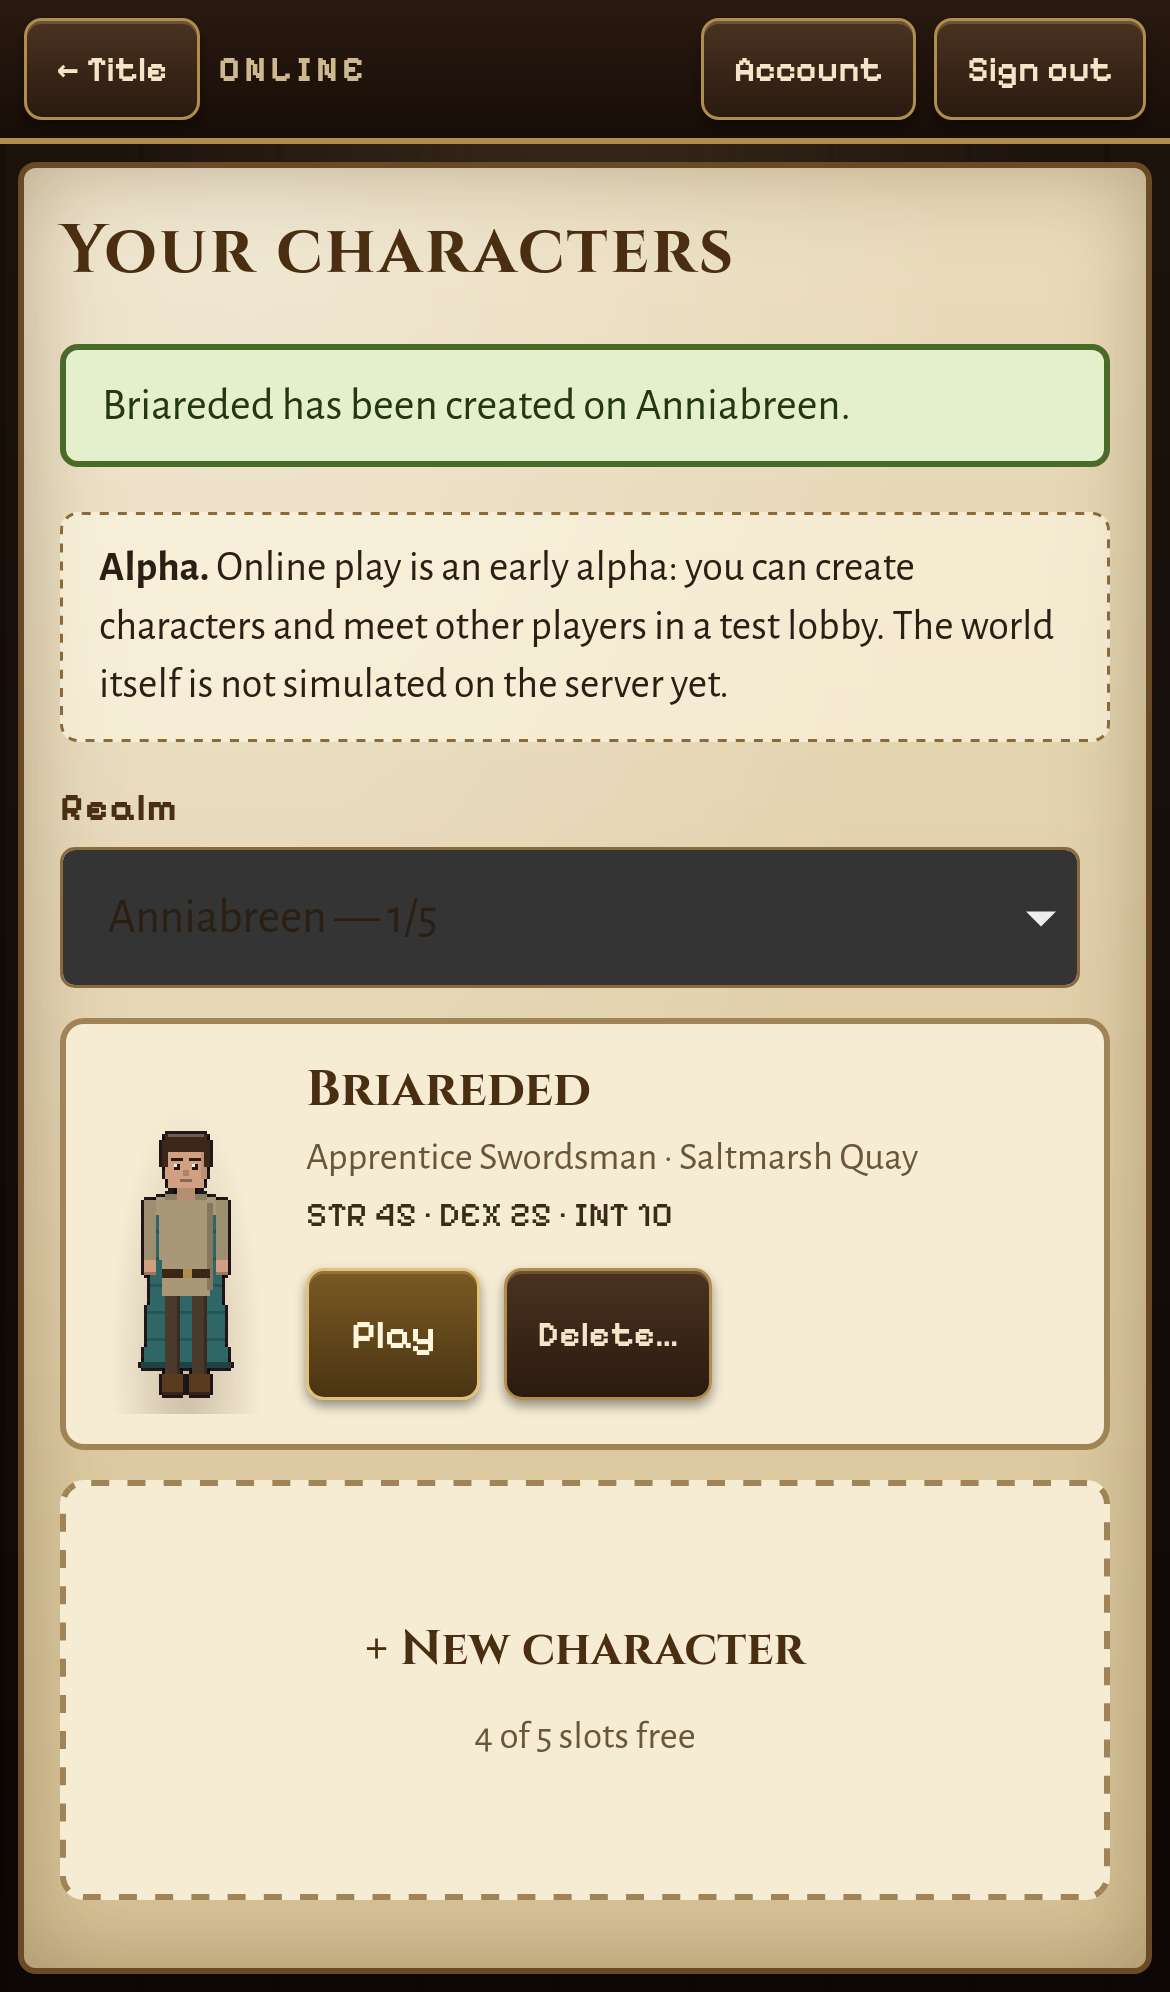 ← Title ONLINE Account Sign out
Your characters
Briareded has been created on Anniabreen.
Alpha. Online play is an early alpha: you can create
characters and meet other players in a test lobby. The world
itself is not simulated on the server yet.
Realm
Anniabreen — 1/5
Briareded
Apprentice Swordsman · Saltmarsh Quay
STR 45 · DEX 25 · INT 10
Play Delete...
+ New character
4 of 5 slots free